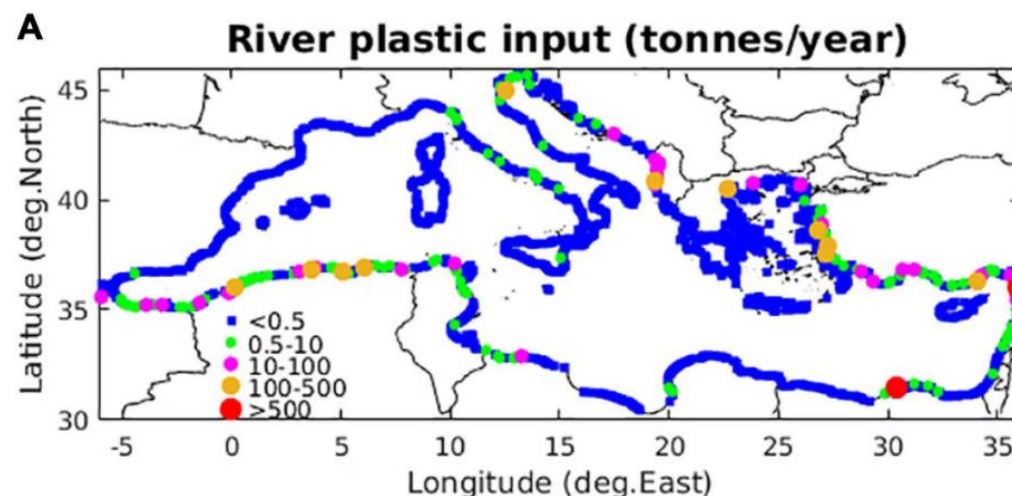 A
River plastic input (tonnes/year)
Latitude (deg.North)
45
40
35
30
<0.5
0.5-10
10-100
100-500
>500
-5 0 5 10 15 20 25 30 35
Longitude (deg.East)